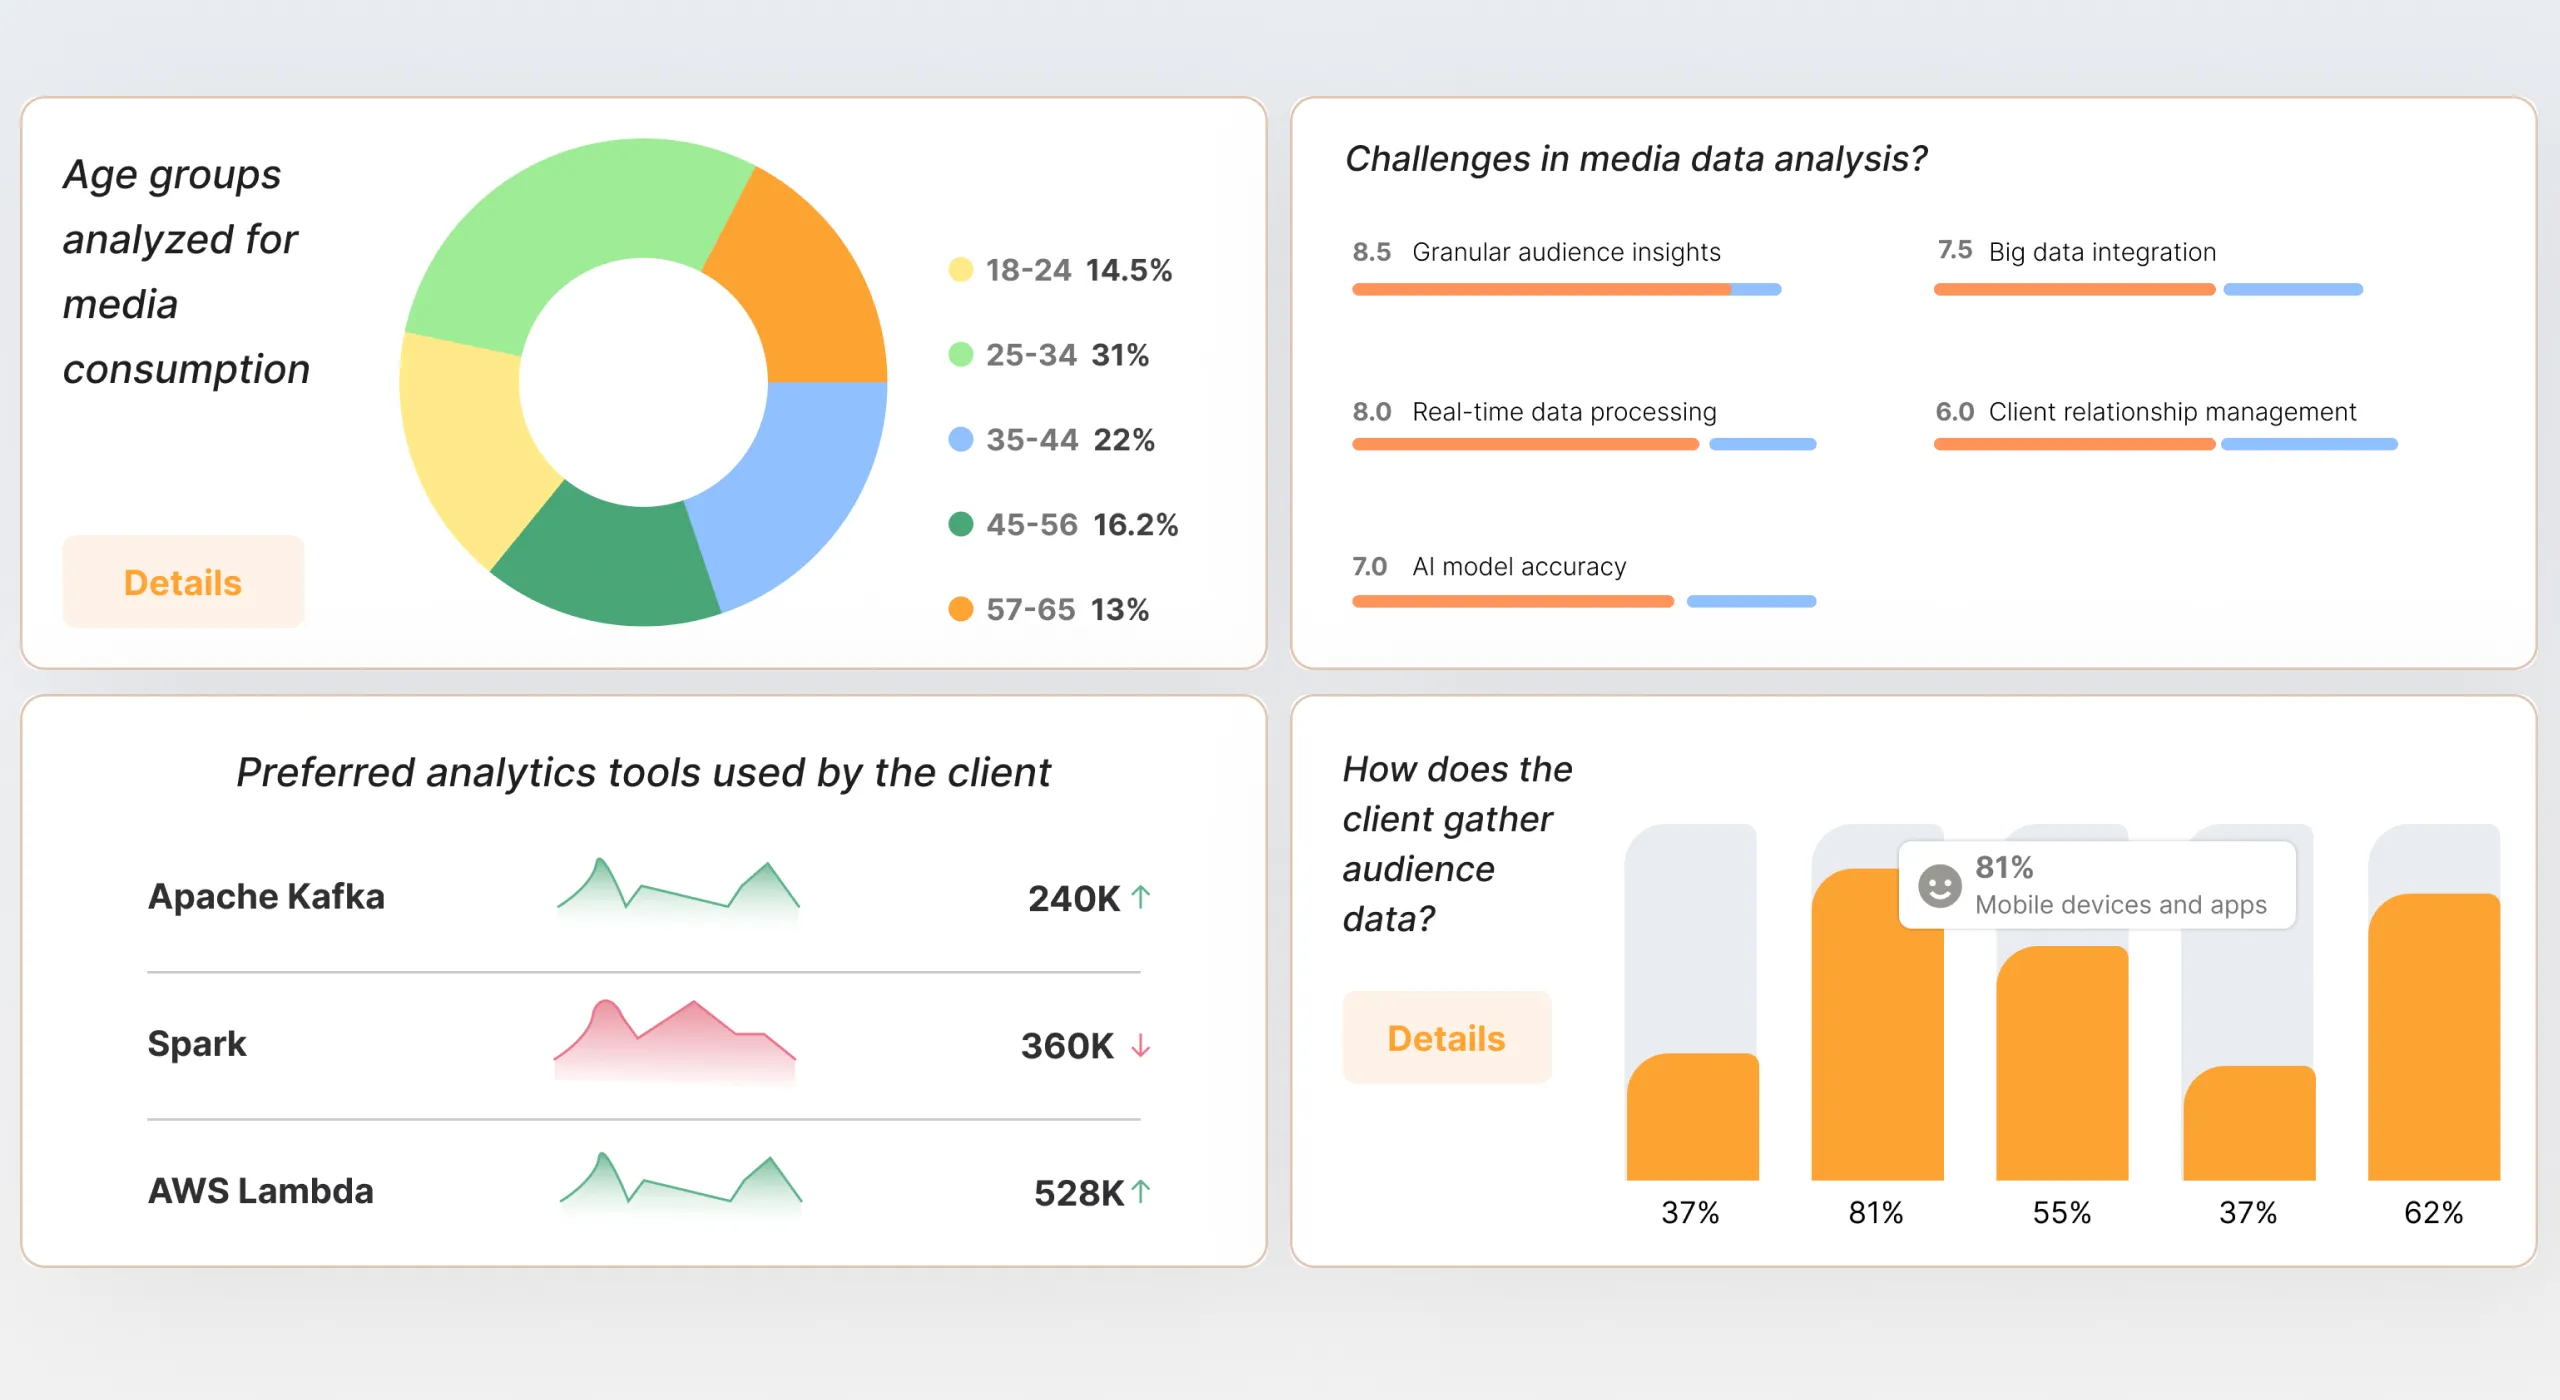 Age groups
analyzed for
media
consumption
Details
18-24 14.5%
25-34 31%
35-44 22%
45-56 16.2%
57-65 13%
Challenges in media data analysis?
8.5 Granular audience insights
7.5 Big data integration
8.0 Real-time data processing
6.0 Client relationship management
7.0 AI model accuracy
Preferred analytics tools used by the client
Apache Kafka 240K ↑
Spark 360K ↓
AWS Lambda 528K ↑
How does the
client gather
audience
data?
Details
81%
Mobile devices and apps
37% 81% 55% 37% 62%